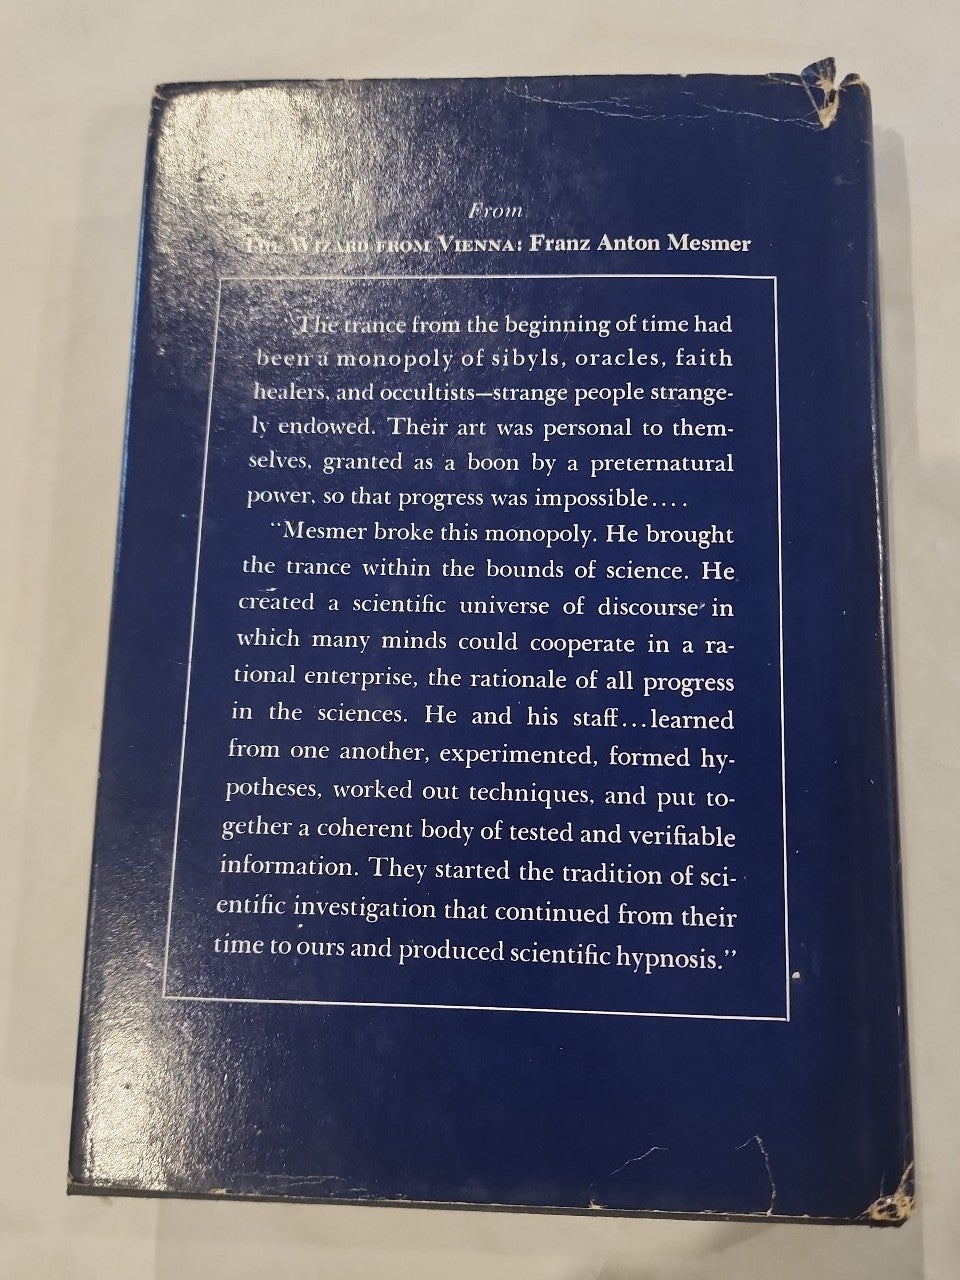 From
THE WIZARD FROM VIENNA: Franz Anton Mesmer
"The trance from the beginning of time had
been a monopoly of sibyls, oracles, faith
healers, and occultists—strange people strange-
ly endowed. Their art was personal to them-
selves, granted as a boon by a preternatural
power, so that progress was impossible....
"Mesmer broke this monopoly. He brought
the trance within the bounds of science. He
created a scientific universe of discourse in
which many minds could cooperate in a ra-
tional enterprise, the rationale of all progress
in the sciences. He and his staff...learned
from one another, experimented, formed hy-
potheses, worked out techniques, and put to-
gether a coherent body of tested and verifiable
information. They started the tradition of sci-
entific investigation that continued from their
time to ours and produced scientific hypnosis."